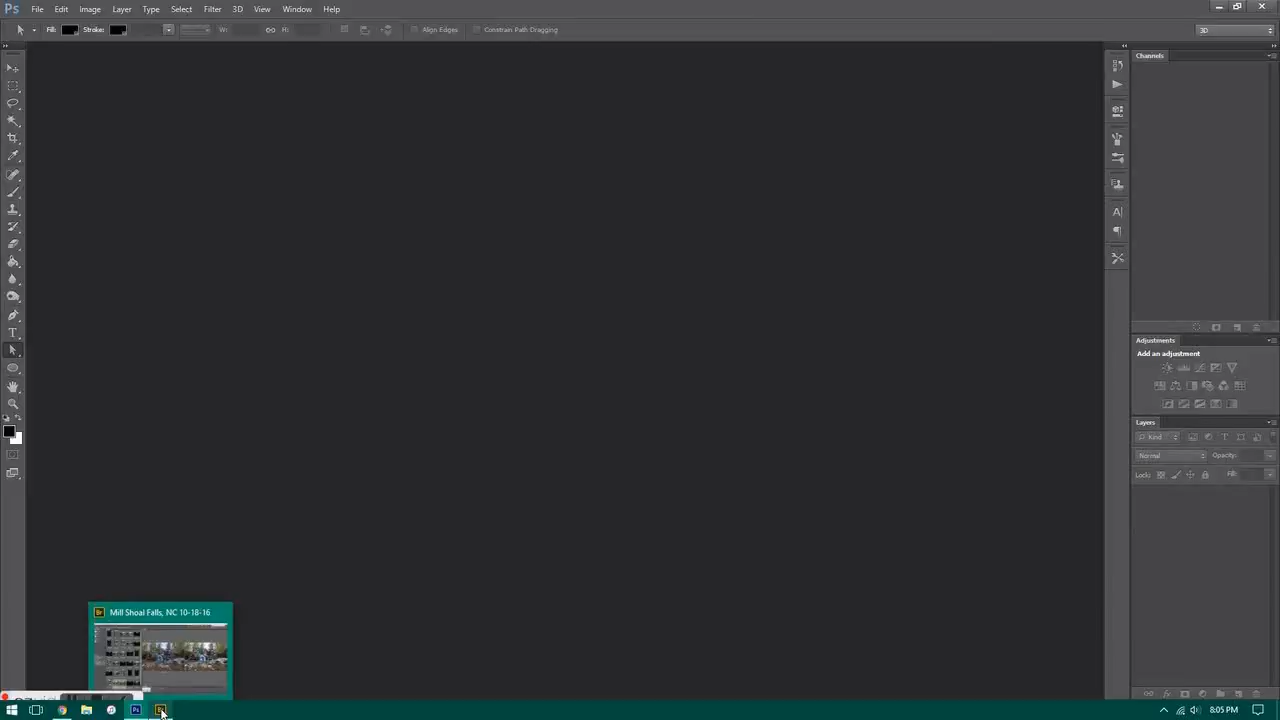 Ps File Edit Image Layer Type Select Filter 3D View Window Help
Fill: Stroke: W: H: Align Edges Constrain Path Dragging 3D
Channels
Adjustments
Add an adjustment
Layers
Kind
Normal Opacity:
Lock: Fill:
Br Mill Shoal Falls, NC 10-18-16
Ps 8:05 PM